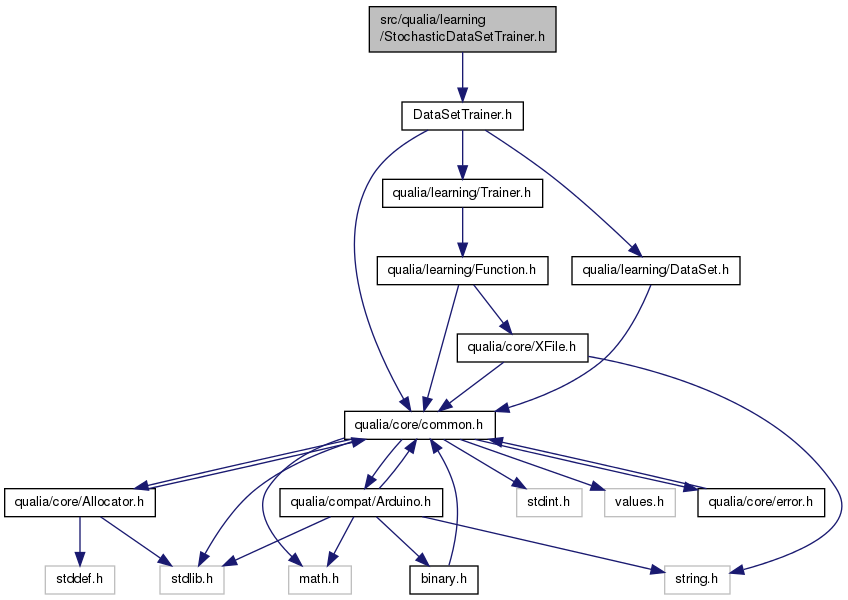 src/qualia/learning
/StochasticDataSetTrainer.h
DataSetTrainer.h
qualia/learning/Trainer.h
qualia/learning/Function.h
qualia/learning/DataSet.h
qualia/core/XFile.h
qualia/core/common.h
qualia/core/Allocator.h
qualia/compat/Arduino.h
stdint.h
values.h
qualia/core/error.h
stddef.h
stdlib.h
math.h
binary.h
string.h